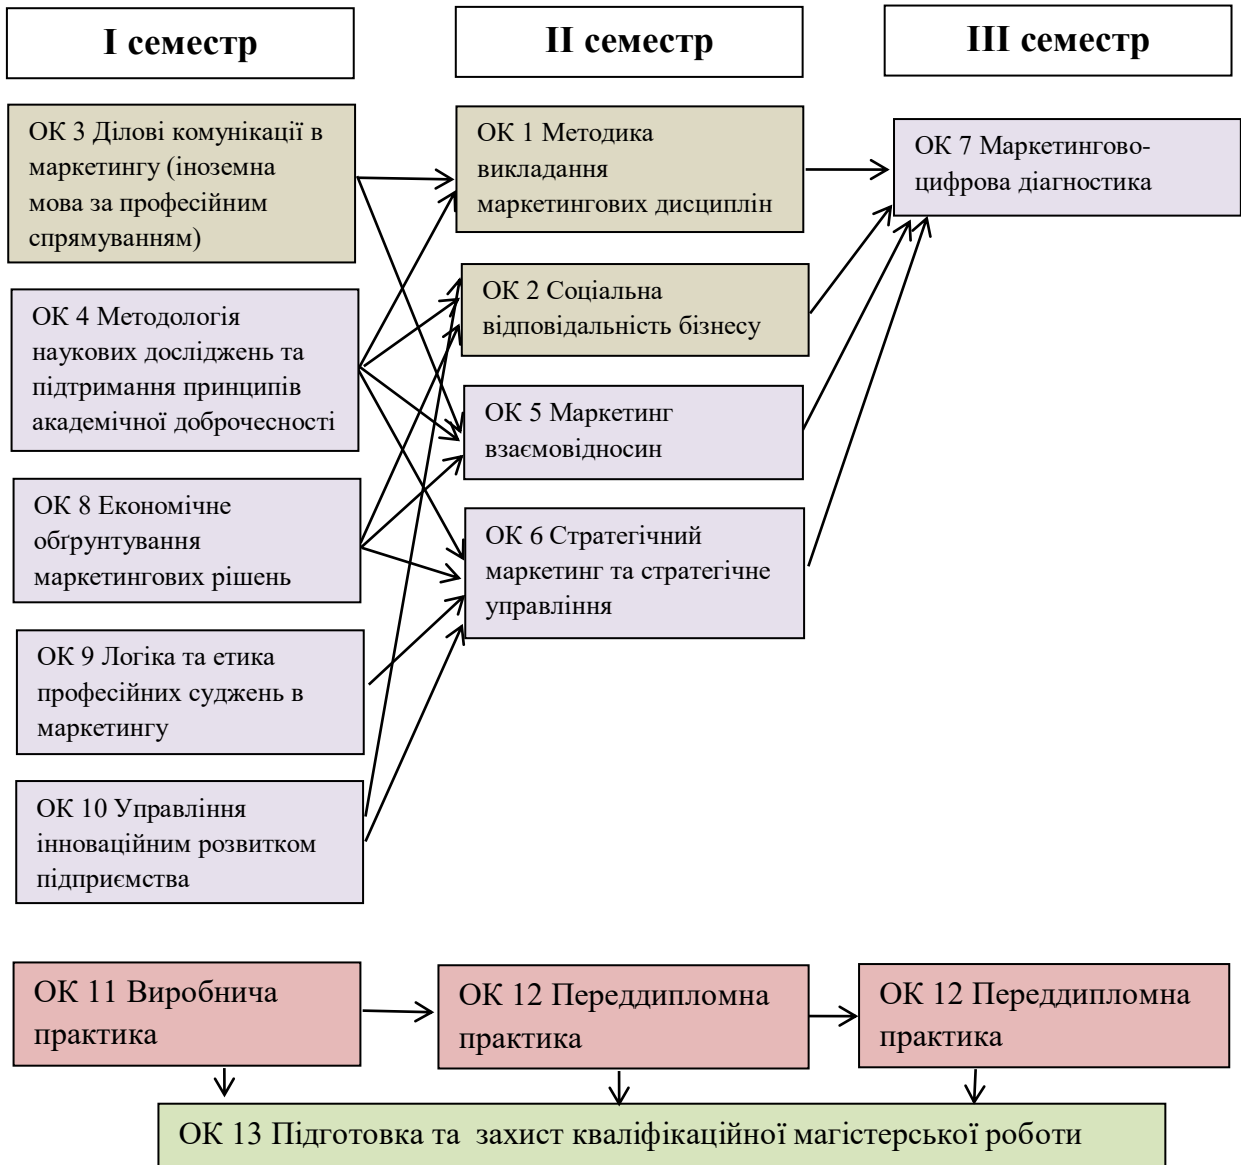 I семестр
II семестр
III семестр
ОК 3 Ділові комунікації в
маркетингу (іноземна
мова за професійним
спрямуванням)
ОК 4 Методологія
наукових досліджень та
підтримання принципів
академічної доброчесності
ОК 8 Економічне
обґрунтування
маркетингових рішень
ОК 9 Логіка та етика
професійних суджень в
маркетингу
ОК 10 Управління
інноваційним розвитком
підприємства
ОК 1 Методика
викладання
маркетингових дисциплін
ОК 2 Соціальна
відповідальність бізнесу
ОК 5 Маркетинг
взаємовідносин
ОК 6 Стратегічний
маркетинг та стратегічне
управління
ОК 7 Маркетингово-
цифрова діагностика
ОК 11 Виробнича
практика
ОК 12 Переддипломна
практика
ОК 12 Переддипломна
практика
ОК 13 Підготовка та захист кваліфікаційної магістерської роботи